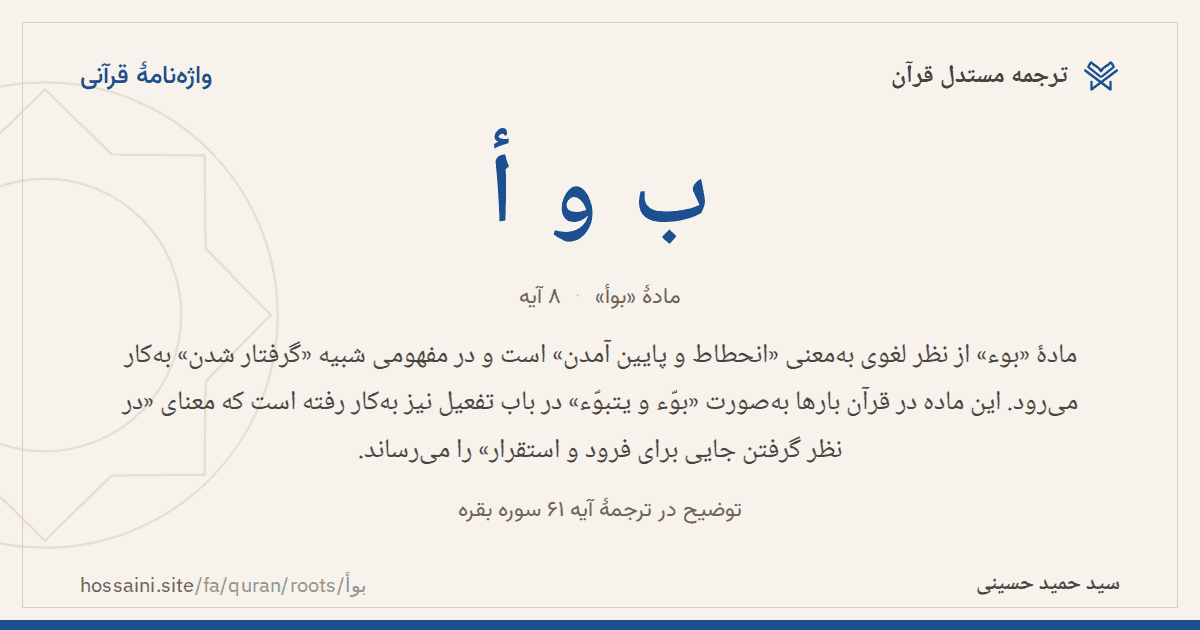 ترجمه مستدل قرآن
واژه‌نامهٔ قرآنی
ب و أ
مادهٔ «بوأ» · ۸ آیه
مادهٔ «بوء» از نظر لغوی به‌معنی «انحطاط و پایین آمدن» است و در مفهومی شبیه «گرفتار شدن» به‌کار
می‌رود. این ماده در قرآن بارها به‌صورت «بوّء و یتبوّء» در باب تفعیل نیز به‌کار رفته است که معنای «در
نظر گرفتن جایی برای فرود و استقرار» را می‌رساند.
توضیح در ترجمهٔ آیه ۶۱ سوره بقره
سید حمید حسینی
hossaini.site/fa/quran/roots/بوأ